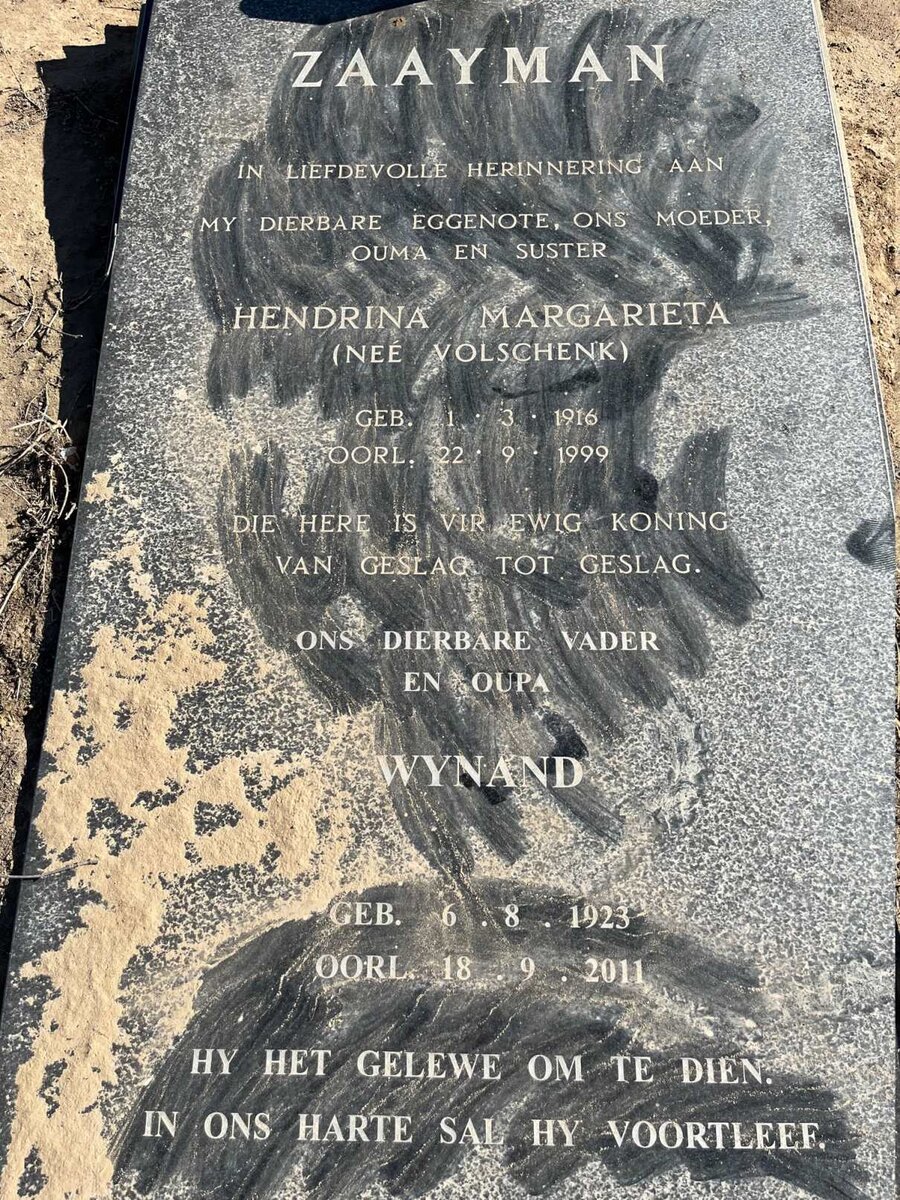 ZAAYMAN
IN LIEFDEVOLLE HERINNERING AAN
MY DIERBARE EGGENOTE, ONS MOEDER,
OUMA EN SUSTER
HENDRINA MARGARIETA
(NEÉ VOLSCHENK)
GEB. 1 · 3 · 1916
OORL. 22 · 9 · 1999
DIE HERE IS VIR EWIG KONING
VAN GESLAG TOT GESLAG.
ONS DIERBARE VADER
EN OUPA
WYNAND
GEB. 6 . 8 . 1923
OORL. 18 . 9 . 2011
HY HET GELEWE OM TE DIEN.
IN ONS HARTE SAL HY VOORTLEEF.